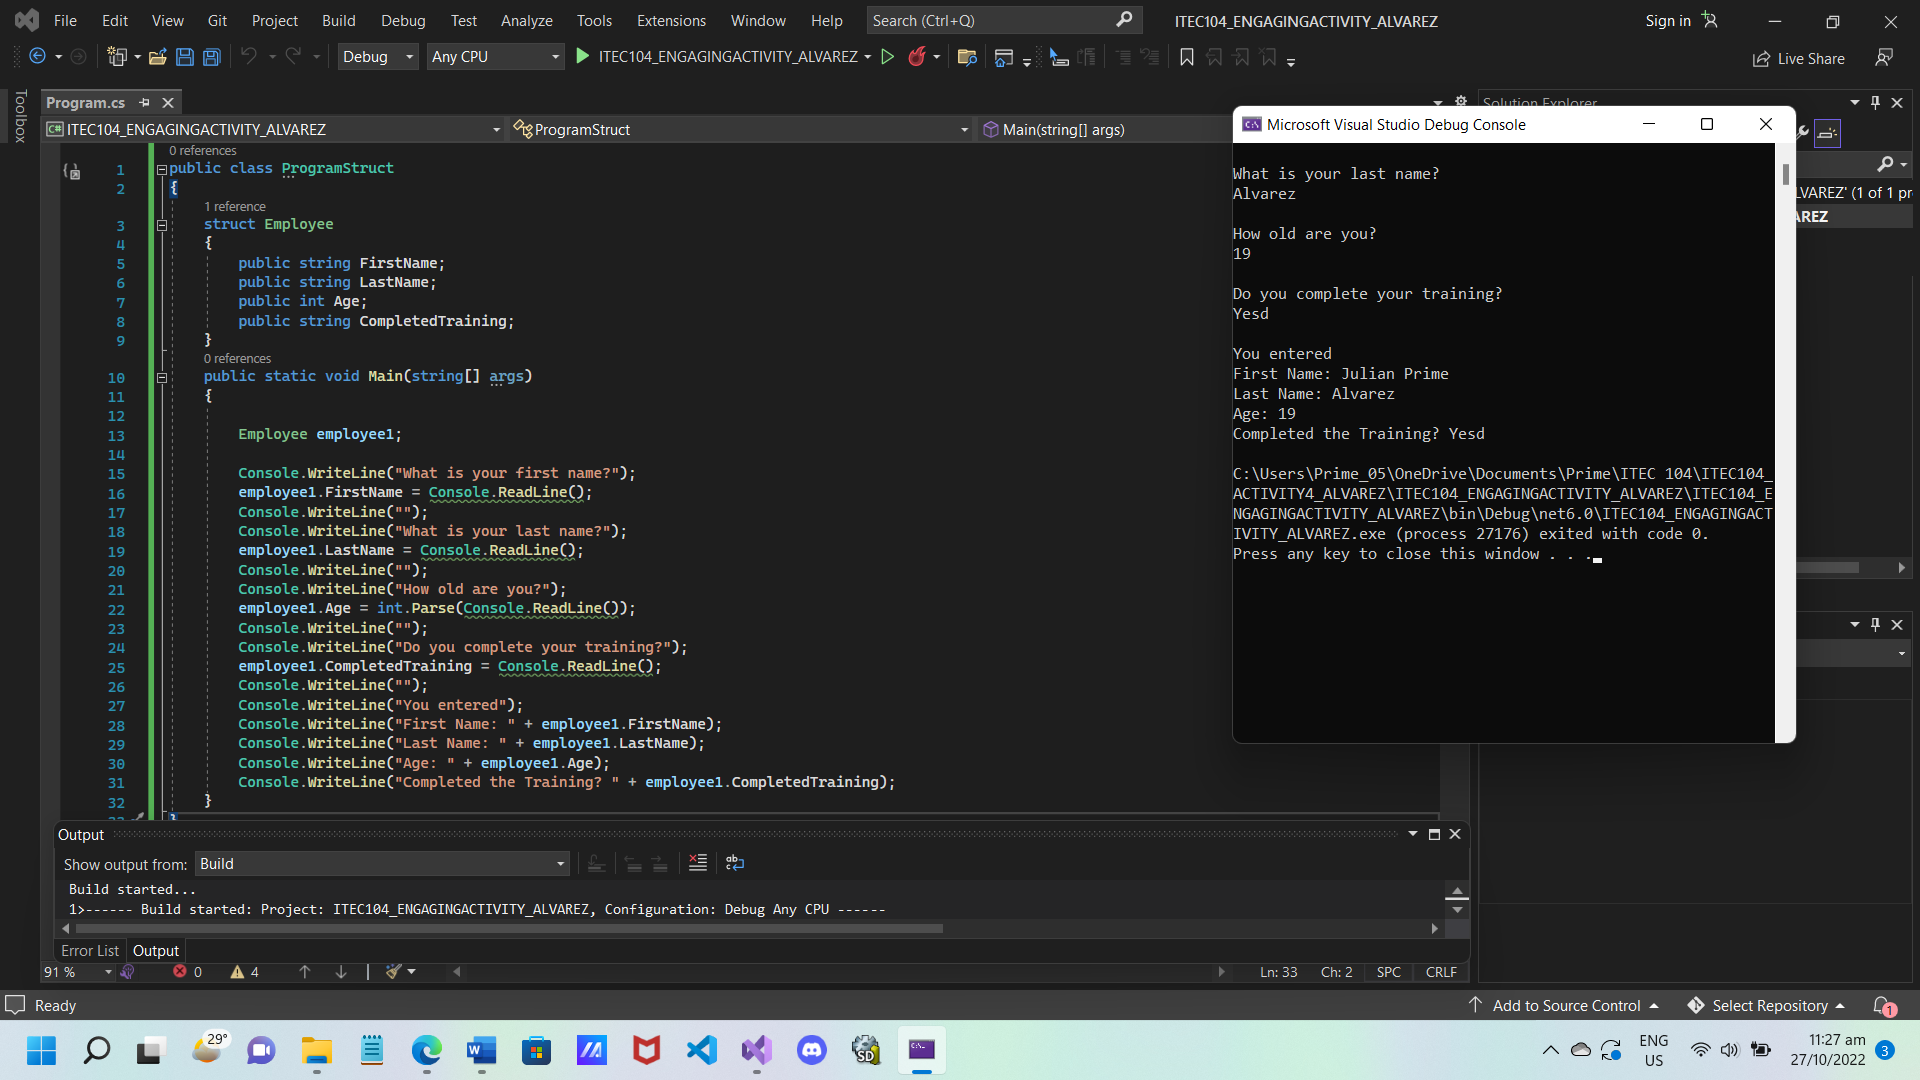 File Edit View Git Project Build Debug Test Analyze Tools Extensions Window Help Search (Ctrl+Q) ITEC104_ENGAGINGACTIVITY_ALVAREZ Sign in
Debug Any CPU ITEC104_ENGAGINGACTIVITY_ALVAREZ Live Share
Toolbox
Program.cs
Solution Explorer
ITEC104_ENGAGINGACTIVITY_ALVAREZ ProgramStruct Main(string[] args)
0 references
1 public class ProgramStruct
2 {
1 reference
3 struct Employee
4 {
5 public string FirstName;
6 public string LastName;
7 public int Age;
8 public string CompletedTraining;
9 }
0 references
10 public static void Main(string[] args)
11 {
12
13 Employee employee1;
14
15 Console.WriteLine("What is your first name?");
16 employee1.FirstName = Console.ReadLine();
17 Console.WriteLine("");
18 Console.WriteLine("What is your last name?");
19 employee1.LastName = Console.ReadLine();
20 Console.WriteLine("");
21 Console.WriteLine("How old are you?");
22 employee1.Age = int.Parse(Console.ReadLine());
23 Console.WriteLine("");
24 Console.WriteLine("Do you complete your training?");
25 employee1.CompletedTraining = Console.ReadLine();
26 Console.WriteLine("");
27 Console.WriteLine("You entered");
28 Console.WriteLine("First Name: " + employee1.FirstName);
29 Console.WriteLine("Last Name: " + employee1.LastName);
30 Console.WriteLine("Age: " + employee1.Age);
31 Console.WriteLine("Completed the Training? " + employee1.CompletedTraining);
32 }
33 }
Microsoft Visual Studio Debug Console
What is your last name?
Alvarez
How old are you?
19
Do you complete your training?
Yesd
You entered
First Name: Julian Prime
Last Name: Alvarez
Age: 19
Completed the Training? Yesd
C:\Users\Prime_05\OneDrive\Documents\Prime\ITEC 104\ITEC104_
ACTIVITY4_ALVAREZ\ITEC104_ENGAGINGACTIVITY_ALVAREZ\ITEC104_E
NGAGINGACTIVITY_ALVAREZ\bin\Debug\net6.0\ITEC104_ENGAGINGACT
IVITY_ALVAREZ.exe (process 27176) exited with code 0.
Press any key to close this window . . .
LVAREZ' (1 of 1 pr
AREZ
Output
Show output from: Build
Build started...
1>------ Build started: Project: ITEC104_ENGAGINGACTIVITY_ALVAREZ, Configuration: Debug Any CPU ------
Error List Output
91 % 0 4 Ln: 33 Ch: 2 SPC CRLF
Ready Add to Source Control Select Repository 1
29° SD ENG
US
11:27 am
27/10/2022 3